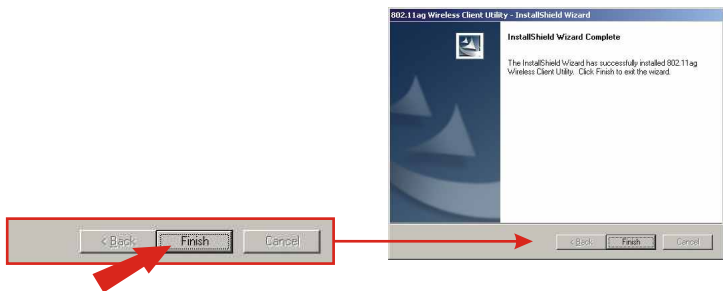 802.11ag Wireless Client Utility - InstallShield Wizard
InstallShield Wizard Complete
The InstallShield Wizard has successfully installed 802.11ag
Wireless Client Utility. Click Finish to exit the wizard.
< Back Finish Cancel
< Back Finish Cancel